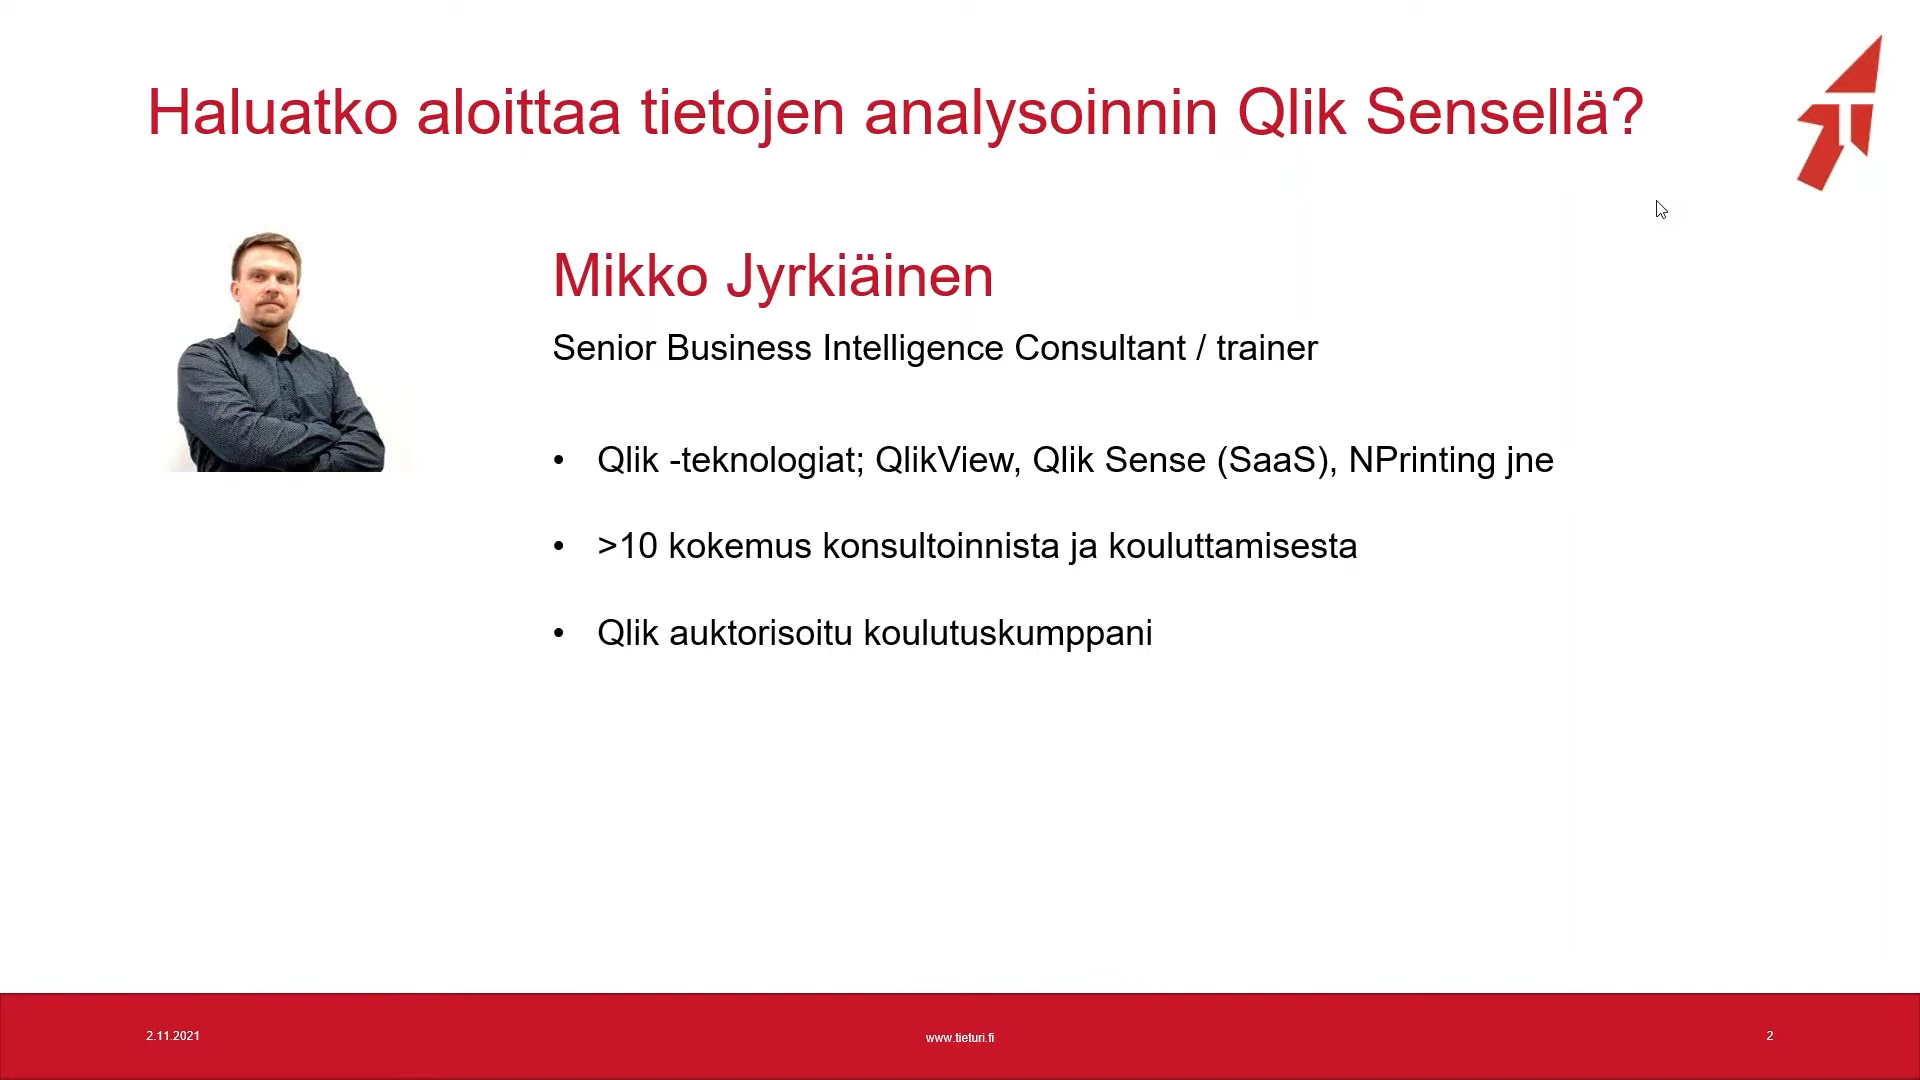 Haluatko aloittaa tietojen analysoinnin Qlik Sensellä?
Mikko Jyrkiäinen
Senior Business Intelligence Consultant / trainer
• Qlik -teknologiat; QlikView, Qlik Sense (SaaS), NPrinting jne
• >10 kokemus konsultoinnista ja kouluttamisesta
• Qlik auktorisoitu koulutuskumppani
2.11.2021
www.tieturi.fi
2